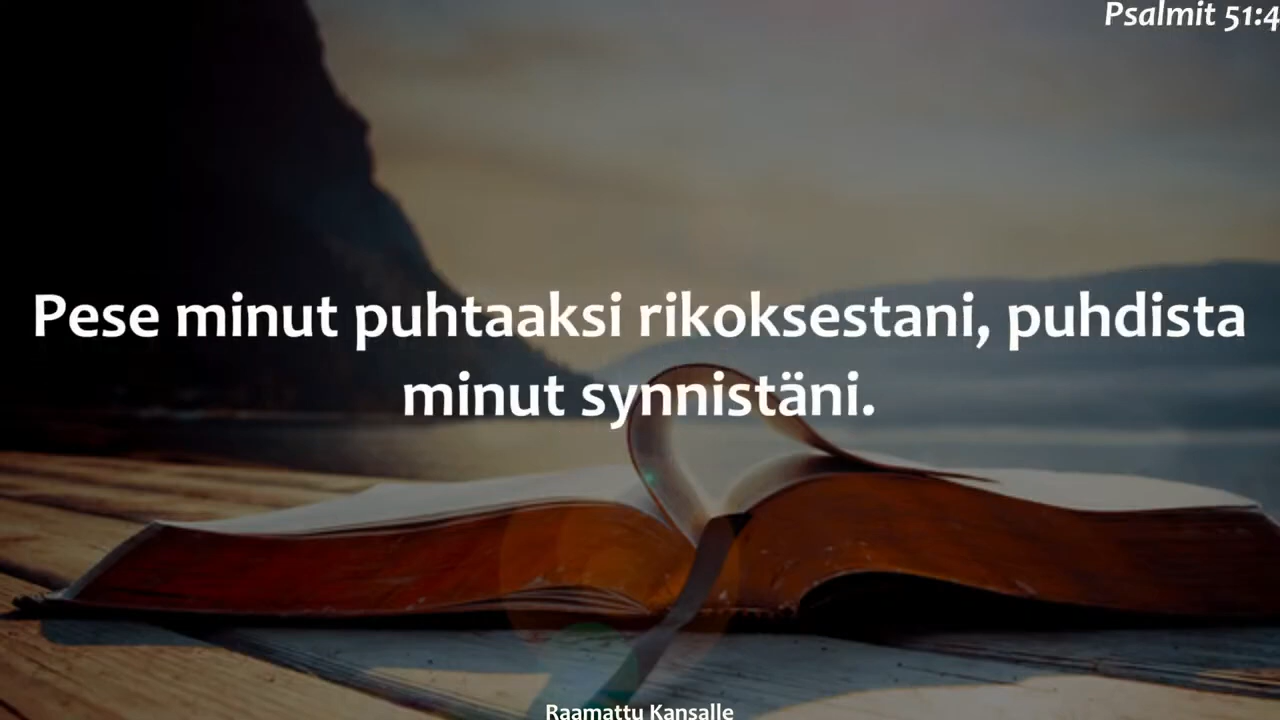 Psalmit 51:4
Pese minut puhtaaksi rikoksestani, puhdista
minut synnistäni.
Raamattu Kansalle